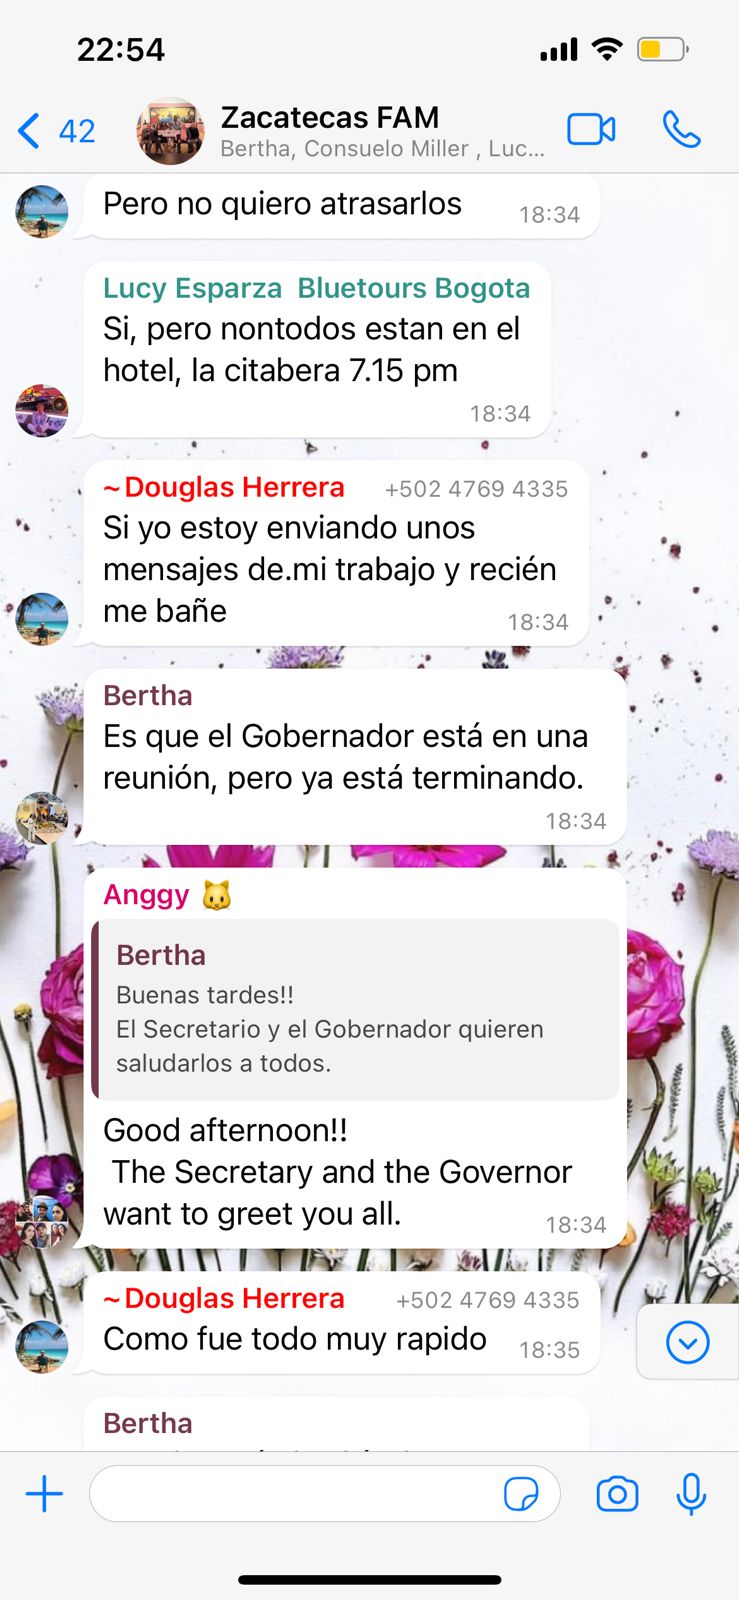 22:54
42
Zacatecas FAM
Bertha, Consuelo Miller , Luc...
Pero no quiero atrasarlos
18:34
Lucy Esparza  Bluetours Bogota
Si, pero nontodos estan en el
hotel, la citabera 7.15 pm
18:34
~Douglas Herrera +502 4769 4335
Si yo estoy enviando unos
mensajes de.mi trabajo y recién
me bañe
18:34
Bertha
Es que el Gobernador está en una
reunión, pero ya está terminando.
18:34
Anggy 🐱
Bertha
Buenas tardes!!
El Secretario y el Gobernador quieren
saludarlos a todos.
Good afternoon!!
The Secretary and the Governor
want to greet you all.
18:34
~Douglas Herrera +502 4769 4335
Como fue todo muy rapido
18:35
Bertha